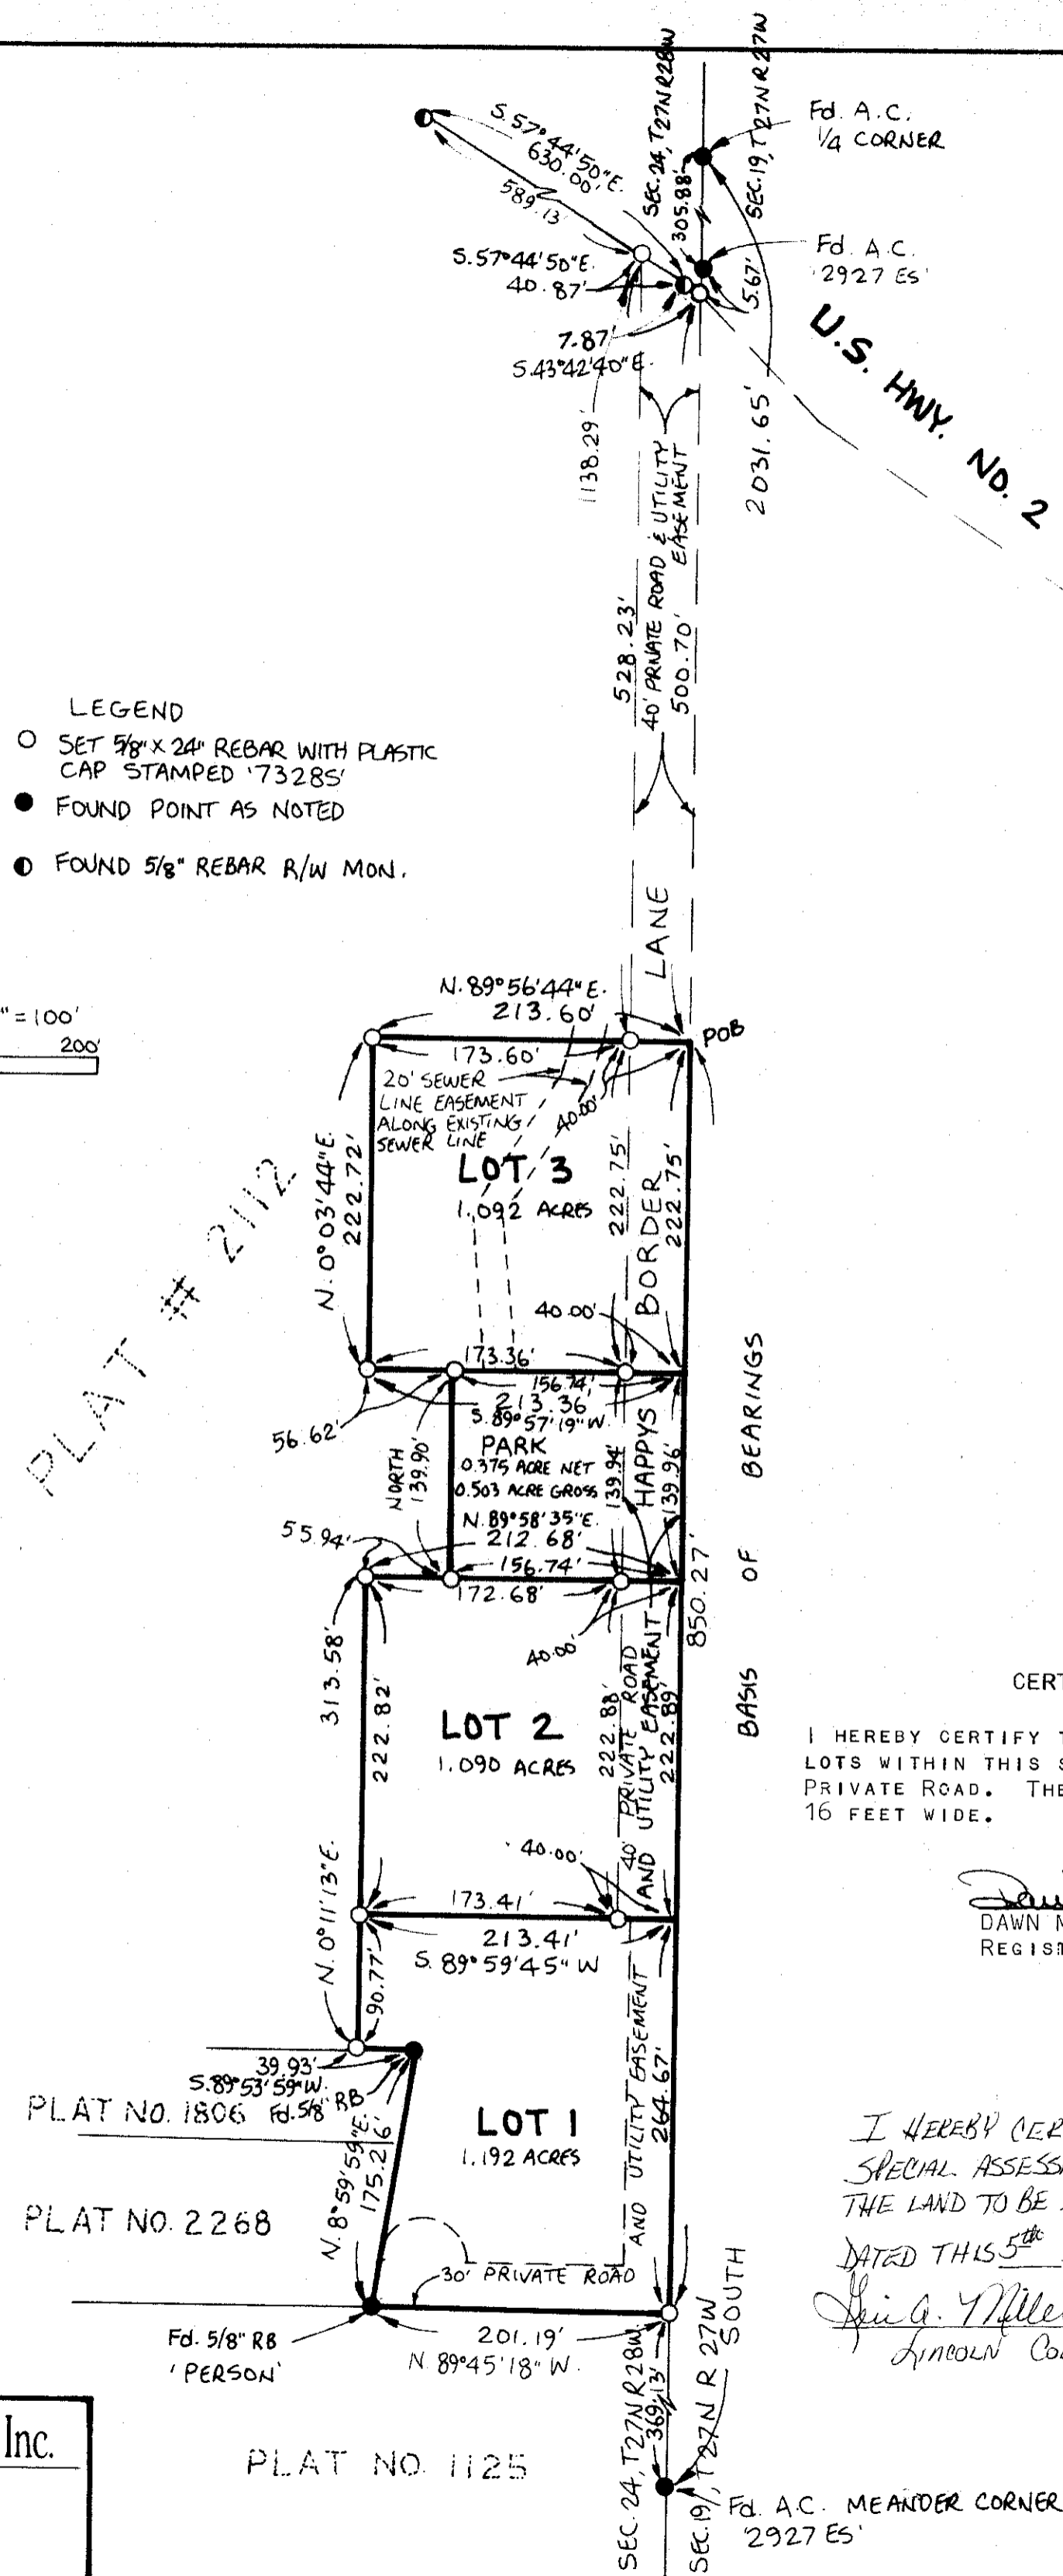 SEC. 24, T27NR28W
SEC. 19, T27NR27W
Fd. A.C.
1/4 CORNER
S.57°44'50"E.
630.00'
589.13'
305.88'
Fd. A.C.
'2927 ES'
S.57°44'50"E.
40.87'
5.67'
7.87'
S.43°42'40"E.
U.S. HWY. NO. 2
1138.29'
2031.65'
40' PRIVATE ROAD & UTILITY
EASEMENT
528.23'
500.70'
LEGEND
○ SET 5/8" X 24" REBAR WITH PLASTIC
CAP STAMPED '7328S'
● FOUND POINT AS NOTED
◐ FOUND 5/8" REBAR R/W MON.
" = 100'
200'
LANE
N.89°56'44"E.
213.60'
POB
173.60'
20' SEWER
LINE EASEMENT
ALONG EXISTING
SEWER LINE
40.00'
N.0°03'44"E.
222.72'
LOT 3
1.092 ACRES
222.75'
BORDER
222.75'
PLAT # 2112
40.00'
173.36'
156.74'
213.36'
S.89°57'19"W.
56.62'
NORTH
139.90'
PARK
0.375 ACRE NET
0.503 ACRE GROSS
139.94'
HAPPYS
139.96'
BASIS OF BEARINGS
N.89°58'35"E.
212.68'
55.94'
156.74'
172.68'
40.00'
850.27'
313.58'
222.82'
LOT 2
1.090 ACRES
222.88'
40' PRIVATE ROAD
AND UTILITY EASEMENT
222.89'
CERT
I HEREBY CERTIFY T
LOTS WITHIN THIS S
PRIVATE ROAD. THE
16 FEET WIDE.
40.00'
173.41'
213.41'
S. 89°59'45" W
DAWN M
REGIST
N.0°11'13"E.
90.77'
39.93'
S.89°53'59"W.
Fd. 5/8" RB
PLAT NO. 1806
N.8°59'59"E.
175.26'
LOT 1
1.192 ACRES
AND UTILITY EASEMENT
264.67'
PLAT NO. 2268
30' PRIVATE ROAD
I HEREBY CER
SPECIAL ASSESS
THE LAND TO BE
DATED THIS 5th
LINCOLN CO
Fd. 5/8" RB
'PERSON'
201.19'
N.89°45'18"W.
SOUTH
369.13'
SEC. 24, T27NR28W
SEC. 19, T27N R 27W
Inc.
PLAT NO. 1125
Fd. A.C. MEANDER CORNER
'2927 ES'